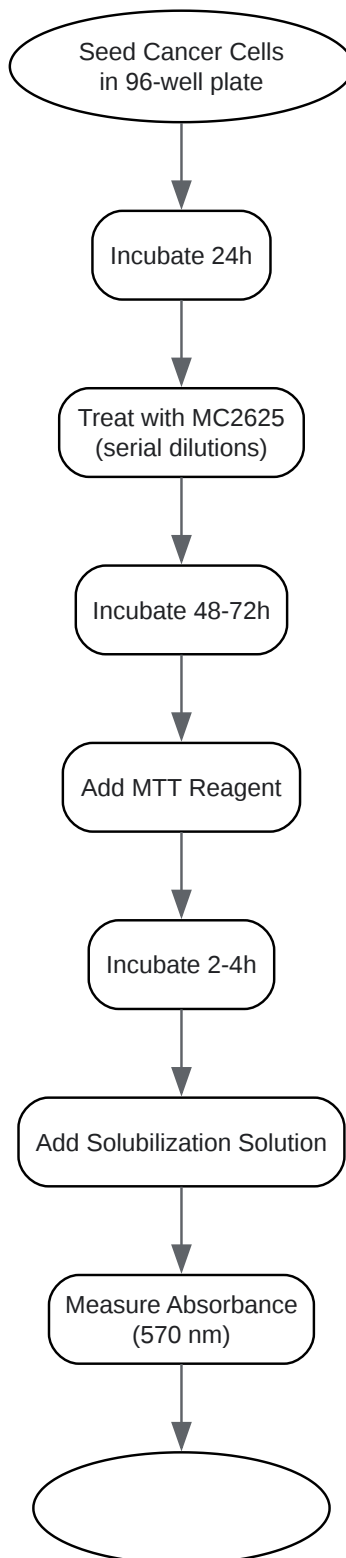 Seed Cancer Cells
in 96-well plate
Incubate 24h
Treat with MC2625
(serial dilutions)
Incubate 48-72h
Add MTT Reagent
Incubate 2-4h
Add Solubilization Solution
Measure Absorbance
(570 nm)